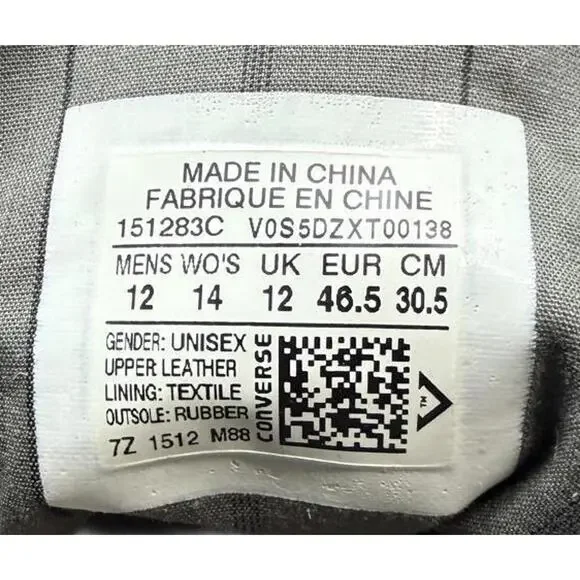 MADE IN CHINA
FABRIQUE EN CHINE
151283C V0S5DZXT00138
MENS WO'S UK EUR CM
12 14 12 46.5 30.5
GENDER: UNISEX
UPPER LEATHER
LINING: TEXTILE
OUTSOLE: RUBBER
7Z 1512 M88
CONVERSE
TM